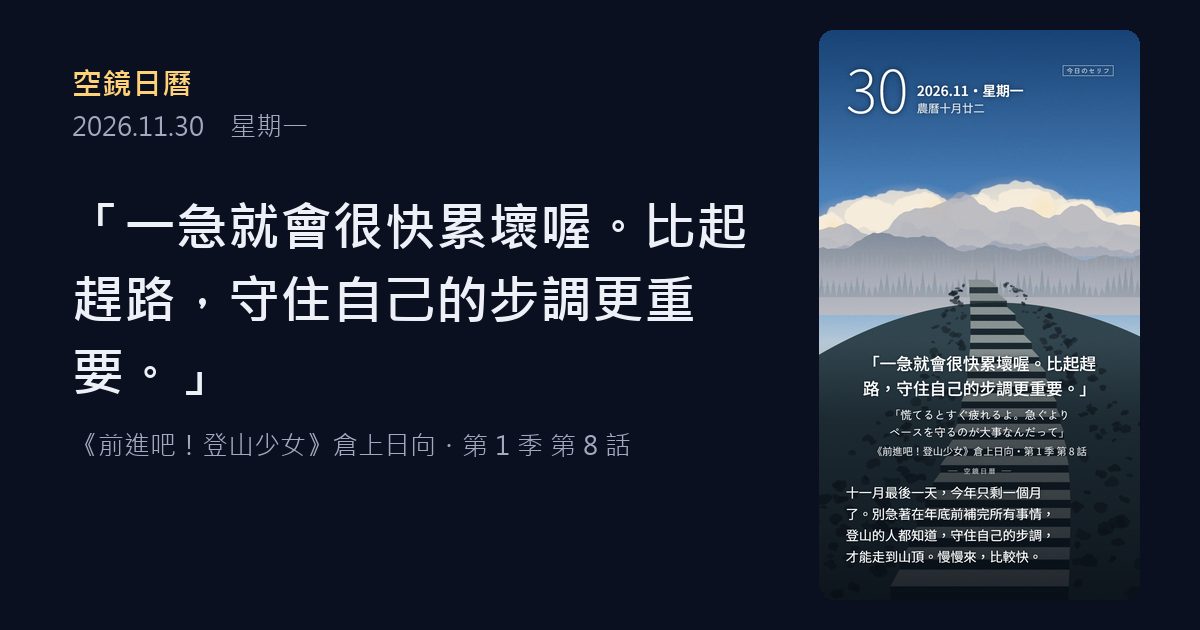 空鏡日曆
2026.11.30 星期一
「一急就會很快累壞喔。比起
趕路，守住自己的步調更重
要。」
《前進吧！登山少女》倉上日向・第 1 季 第 8 話
30
2026.11・星期一
農曆十月廿二
今日のセリフ
「一急就會很快累壞喔。比起趕
路，守住自己的步調更重要。」
「慌てるとすぐ疲れるよ。急ぐより
ペースを守るのが大事なんだって」
《前進吧！登山少女》倉上日向・第 1 季 第 8 話
— 空鏡日曆 —
十一月最後一天，今年只剩一個月
了。別急著在年底前補完所有事情，
登山的人都知道，守住自己的步調，
才能走到山頂。慢慢來，比較快。